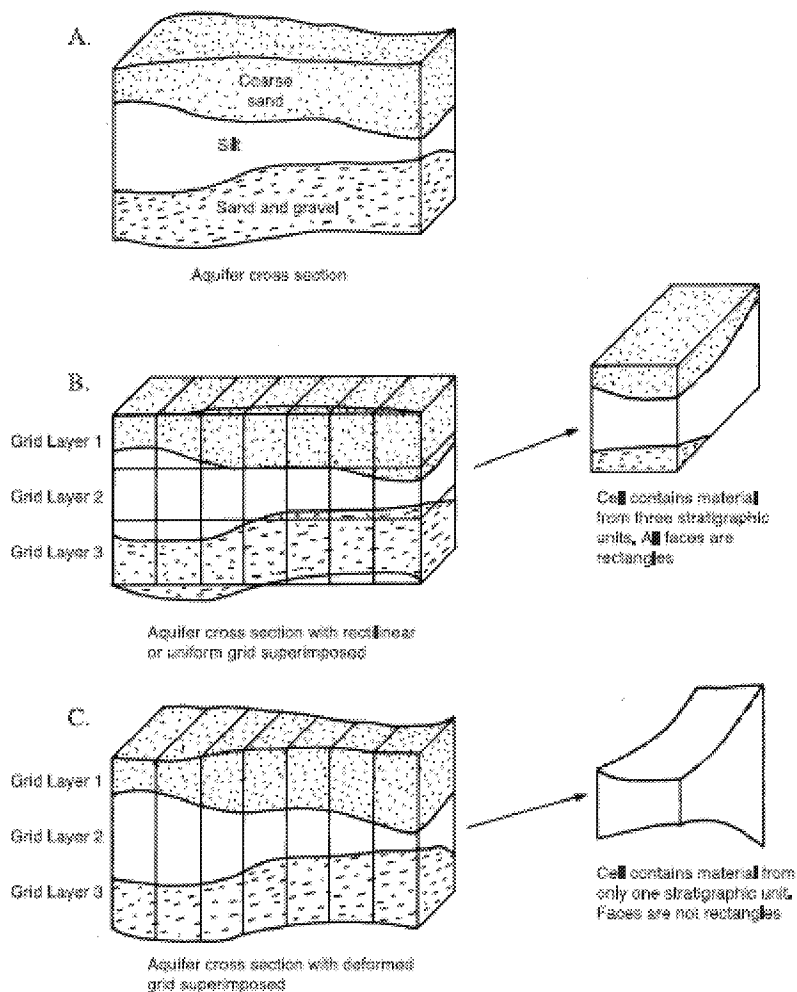 A.
Coarse
sand
Silt
Sand and gravel
Aquifer cross section
B.
Grid Layer 1
Grid Layer 2
Grid Layer 3
Cell contains material
from three stratigraphic
units. All faces are
rectangles
Aquifer cross section with rectilinear
or uniform grid superimposed
C.
Grid Layer 1
Grid Layer 2
Grid Layer 3
Cell contains material from
only one stratigraphic unit.
Faces are not rectangles
Aquifer cross section with deformed
grid superimposed